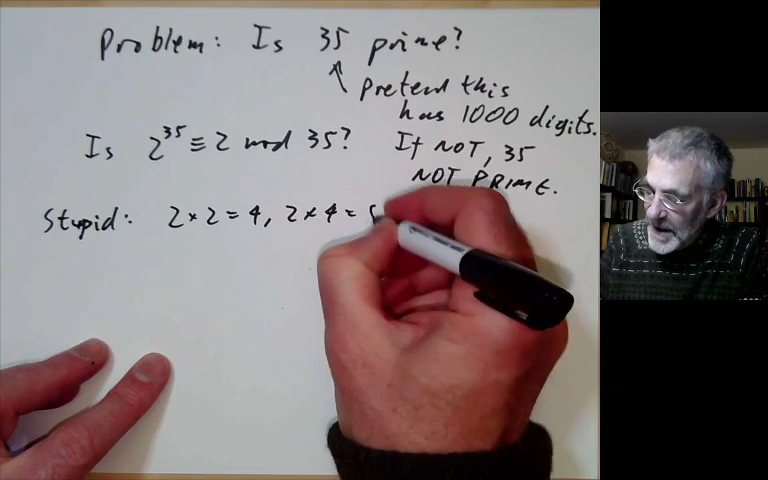 Problem: Is 35 prime?
pretend this
has 1000 digits.
Is 2^35 ≡ 2 mod 35? If NOT, 35
NOT PRIME.
Stupid: 2 × 2 = 4, 2 × 4 =